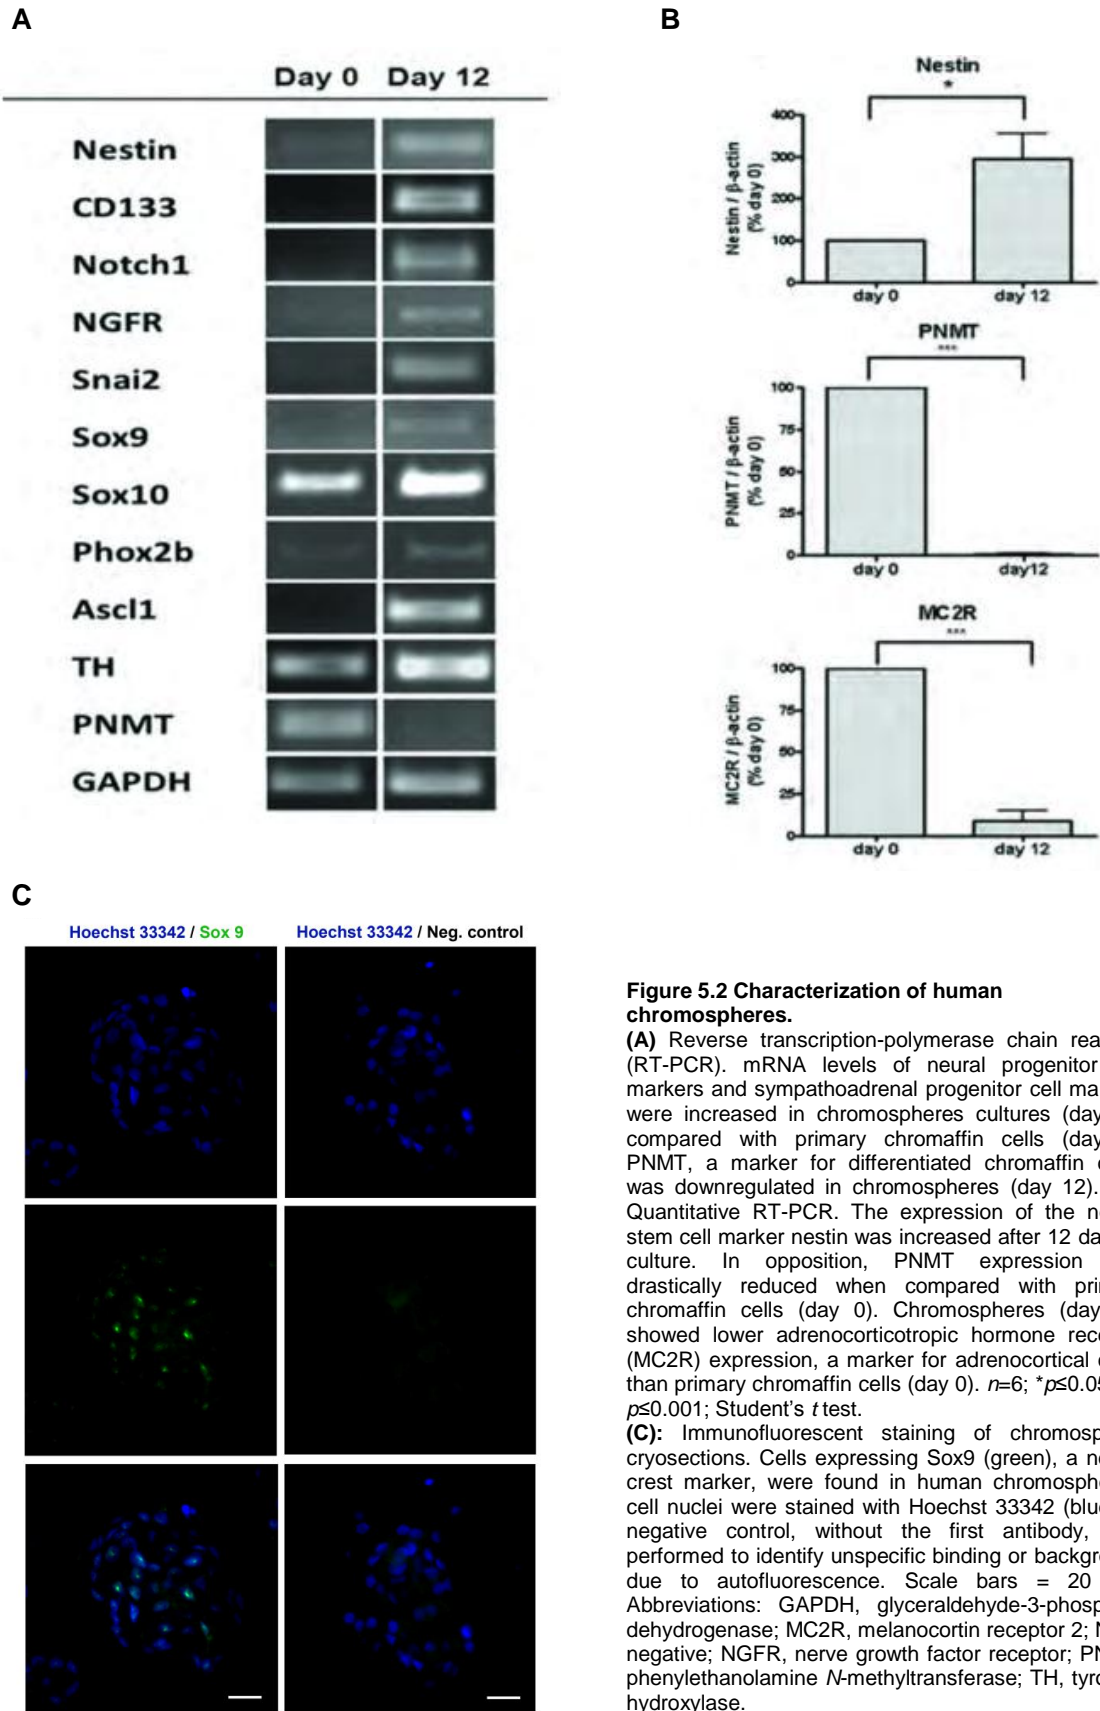 A
Day 0 Day 12
Nestin
CD133
Notch1
NGFR
Snai2
Sox9
Sox10
Phox2b
Ascl1
TH
PNMT
GAPDH
B
Nestin
*
Nestin / β-actin
(% day 0)
400
300
200
100
0
day 0 day 12
PNMT
***
PNMT / β-actin
(% day 0)
100
75
50
25
0
day 0 day12
MC2R
***
MC2R / β-actin
(% day 0)
100
75
50
25
0
day 0 day 12
C
Hoechst 33342 / Sox 9 Hoechst 33342 / Neg. control
Figure 5.2 Characterization of human
chromospheres.
(A) Reverse transcription-polymerase chain rea
(RT-PCR). mRNA levels of neural progenitor
markers and sympathoadrenal progenitor cell ma
were increased in chromospheres cultures (day
compared with primary chromaffin cells (day
PNMT, a marker for differentiated chromaffin
was downregulated in chromospheres (day 12).
Quantitative RT-PCR. The expression of the ne
stem cell marker nestin was increased after 12 da
culture. In opposition, PNMT expression
drastically reduced when compared with prin
chromaffin cells (day 0). Chromospheres (day
showed lower adrenocorticotropic hormone rece
(MC2R) expression, a marker for adrenocortical
than primary chromaffin cells (day 0). n=6; *p≤0.05
p≤0.001; Student's t test.
(C): Immunofluorescent staining of chromosp
cryosections. Cells expressing Sox9 (green), a ne
crest marker, were found in human chromosphe
cell nuclei were stained with Hoechst 33342 (blue
negative control, without the first antibody,
performed to identify unspecific binding or backgro
due to autofluorescence. Scale bars = 20
Abbreviations: GAPDH, glyceraldehyde-3-phosp
dehydrogenase; MC2R, melanocortin receptor 2; N
negative; NGFR, nerve growth factor receptor; PN
phenylethanolamine N-methyltransferase; TH, tyro
hydroxylase.